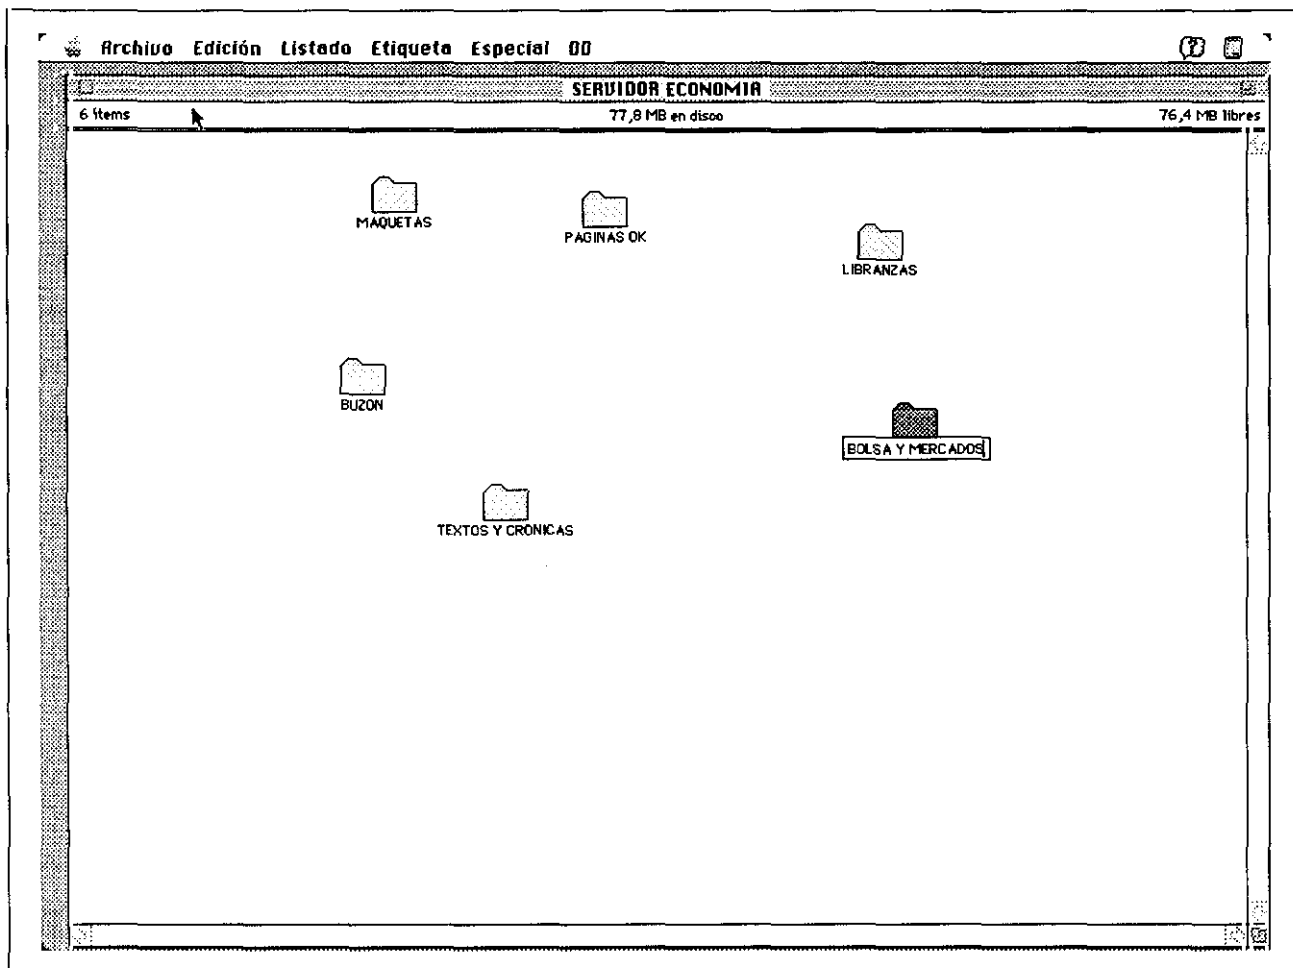 Archivo Edición Listado Etiqueta Especial
SERVIDOR ECONOMIA
6 ítems 77,8 MB en disco 76,4 MB libres
MAQUETAS
PAGINAS OK
LIBRANZAS
BUZON
BOLSA Y MERCADOS
TEXTOS Y CRONICAS